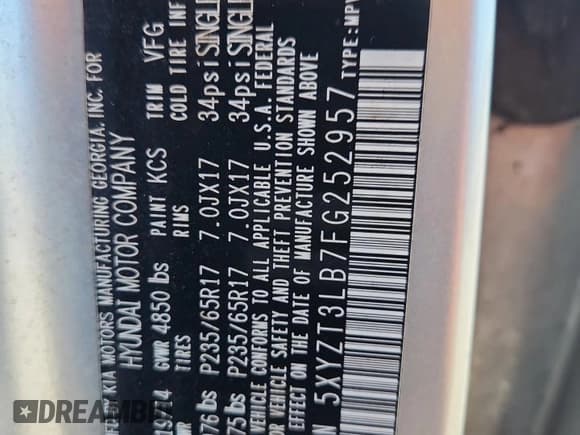 BY KIA MOTORS MANUFACTURING GEORGIA, INC. FOR
HYUNDAI MOTOR COMPANY
GVWR 4850 lbs PAINT KCS TRIM VFG
TIRES RIMS COLD TIRE INF
P235/65R17 7.0JX17 34psi SINGLE
P235/65R17 7.0JX17 34psi SINGLE
VEHICLE CONFORMS TO ALL APPLICABLE U.S.A. FEDERAL
VEHICLE SAFETY AND THEFT PREVENTION STANDARDS
EFFECT ON THE DATE OF MANUFACTURE SHOWN ABOVE
5XYZT3LB7FG252957 TYPE:MPV
DREAMBID